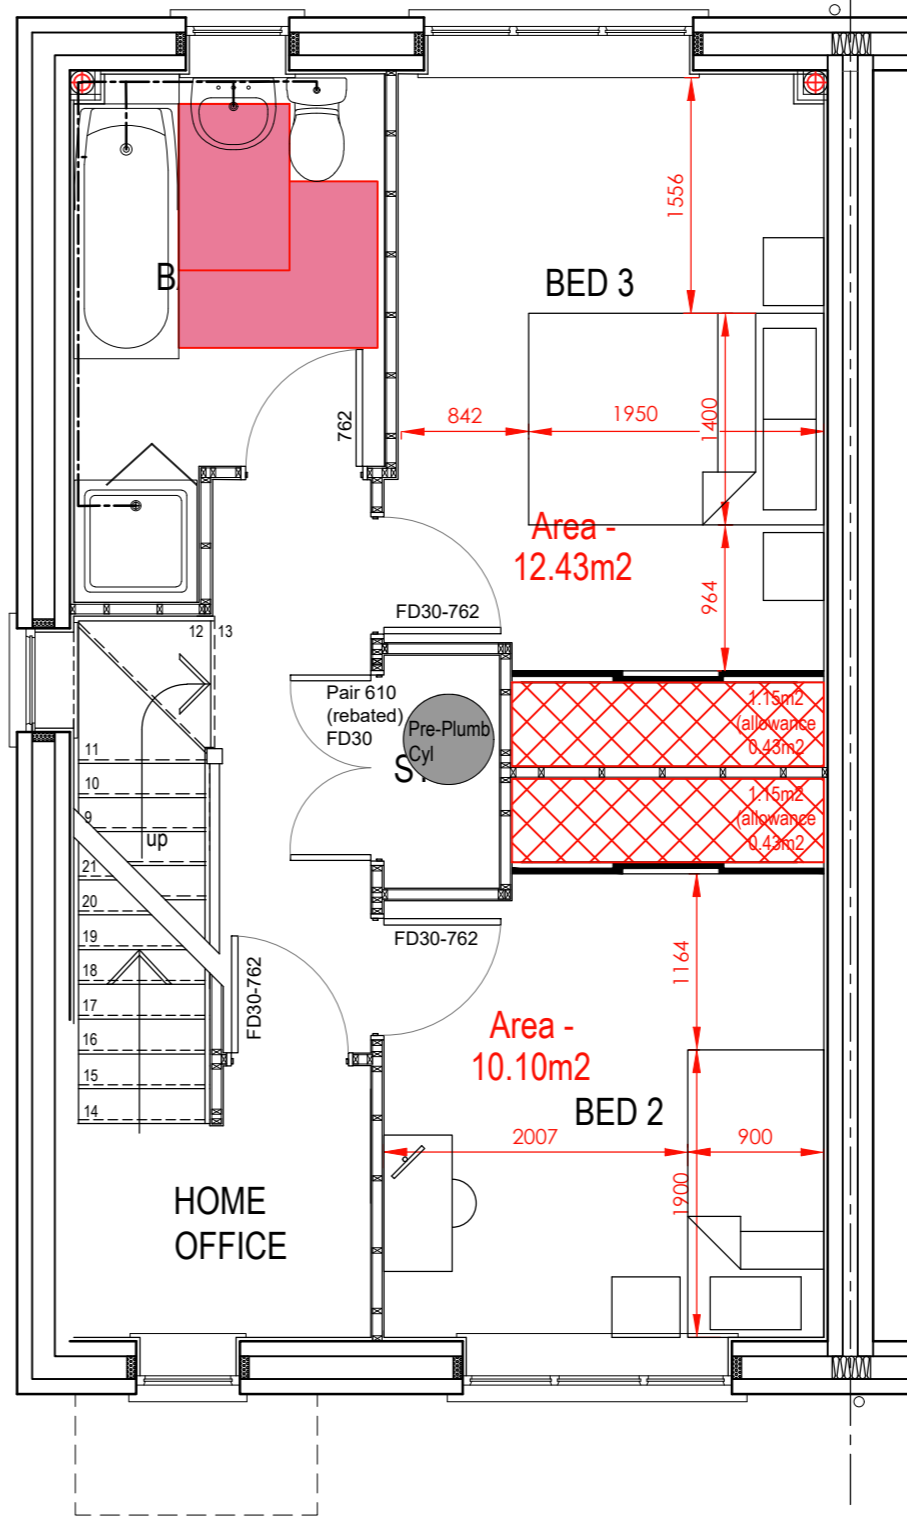 1556
B
BED 3
842
1950
1400
762
Area -
12.43m2
964
FD30-762
12
13
Pair 610
(rebated)
FD30
Pre-Plumb
Cyl
1.15m2
(allowance
0.43m2
1.15m2
(allowance
0.43m2
11
10
9
up
21
20
19
18
17
16
15
14
FD30-762
FD30-762
1164
Area -
10.10m2
BED 2
2007
900
1900
HOME
OFFICE